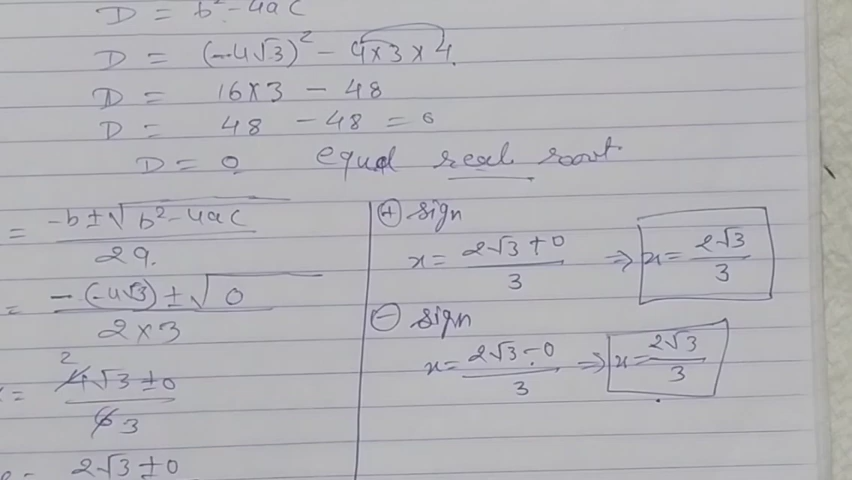 D = b² - 4ac
D = (-4√3)² - 4×3×4
D = 16×3 - 48
D = 48 - 48 = 0
D = 0 equal real root
= -b ± √b² - 4ac / 2a.
= -(-4√3) ± √0 / 2×3
x = 4√3 ± 0 / 6 2 3
2√3 ± 0
⊕ sign
x = 2√3 + 0 / 3 ⇒ x = 2√3 / 3
⊖ sign
x = 2√3 - 0 / 3 ⇒ x = 2√3 / 3